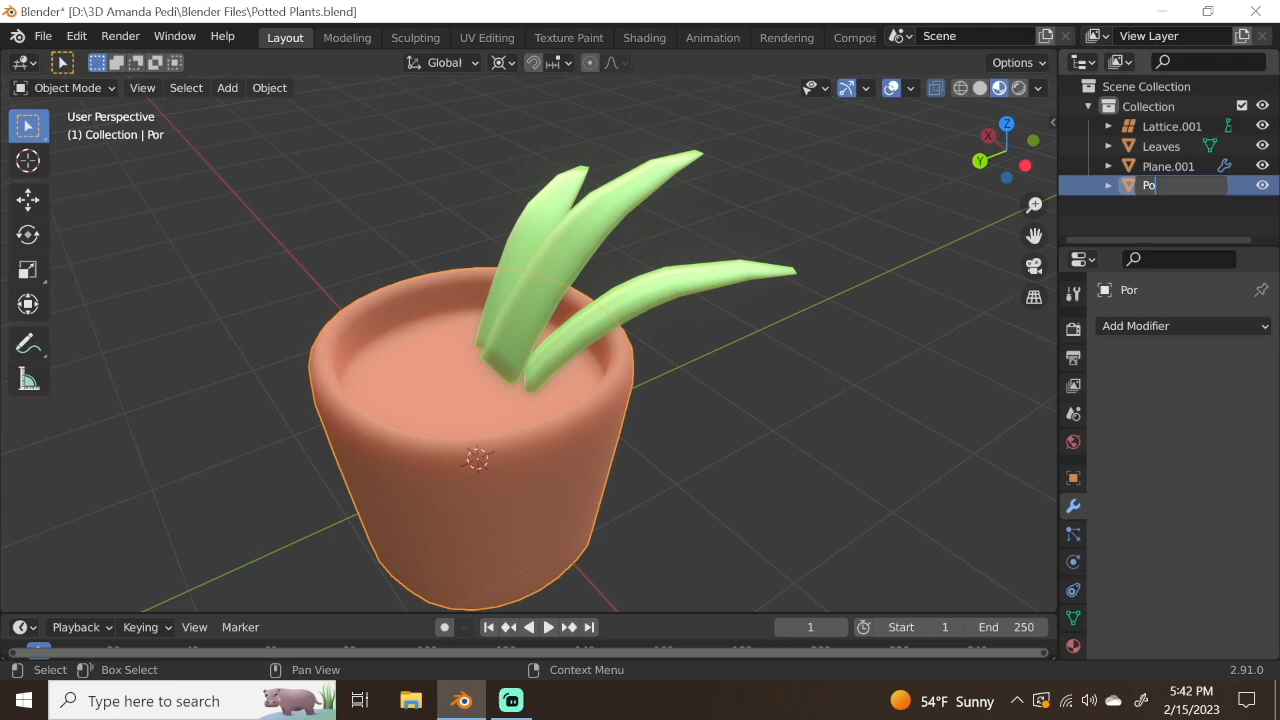 Blender* [D:\3D Amanda Pedi\Blender Files\Potted Plants.blend]
File Edit Render Window Help Layout Modeling Sculpting UV Editing Texture Paint Shading Animation Rendering Compos Scene View Layer
Global Options
Object Mode View Select Add Object
User Perspective
(1) Collection | Por
Z
X
Y
Scene Collection
Collection
Lattice.001
Leaves
Plane.001
Po
Por
Add Modifier
Playback Keying View Marker 1 Start 1 End 250
Select Box Select Pan View Context Menu 2.91.0
Type here to search
54°F Sunny
5:42 PM
2/15/2023